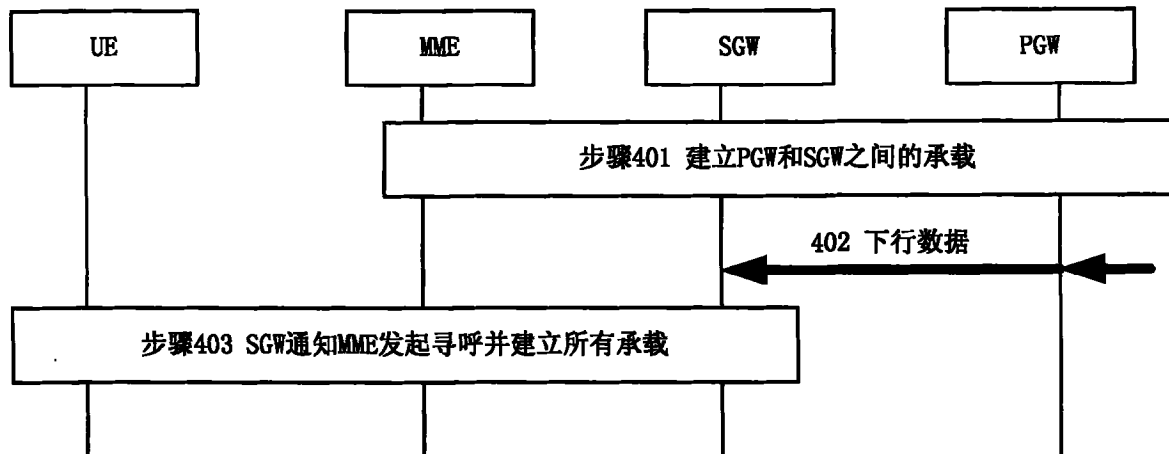 UE
MME
SGW
PGW
步骤401 建立PGW和SGW之间的承载
402 下行数据
步骤403 SGW通知MME发起寻呼并建立所有承载